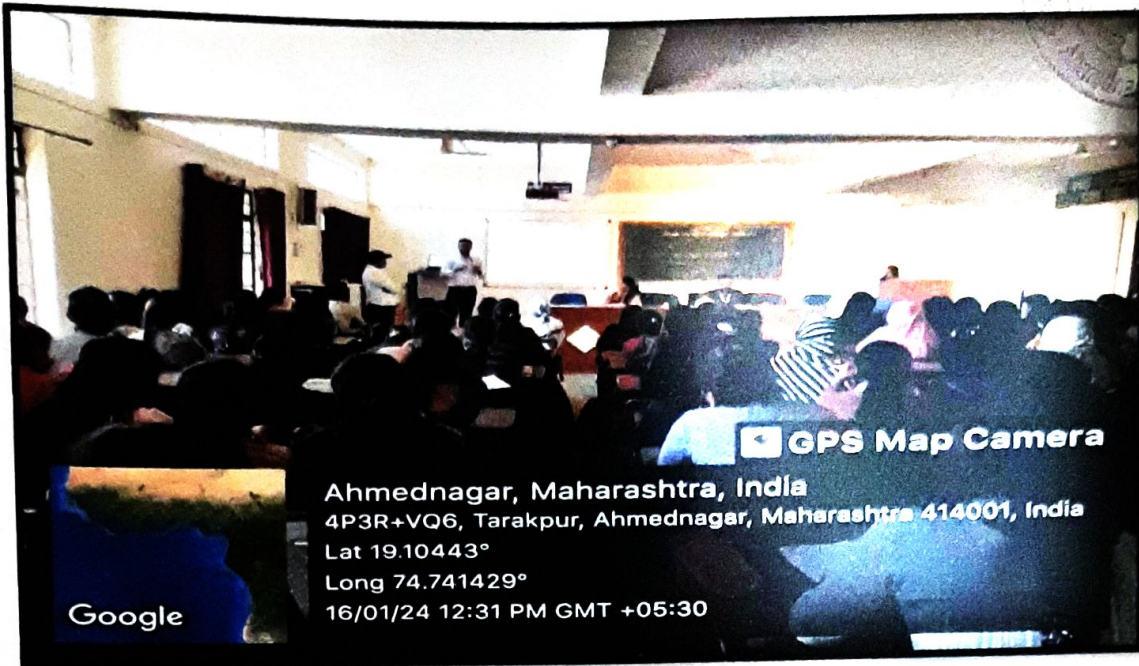 GPS Map Camera
Ahmednagar, Maharashtra, India
4P3R+VQ6, Tarakpur, Ahmednagar, Maharashtra 414001, India
Lat 19.10443°
Long 74.741429°
16/01/24 12:31 PM GMT +05:30
Google